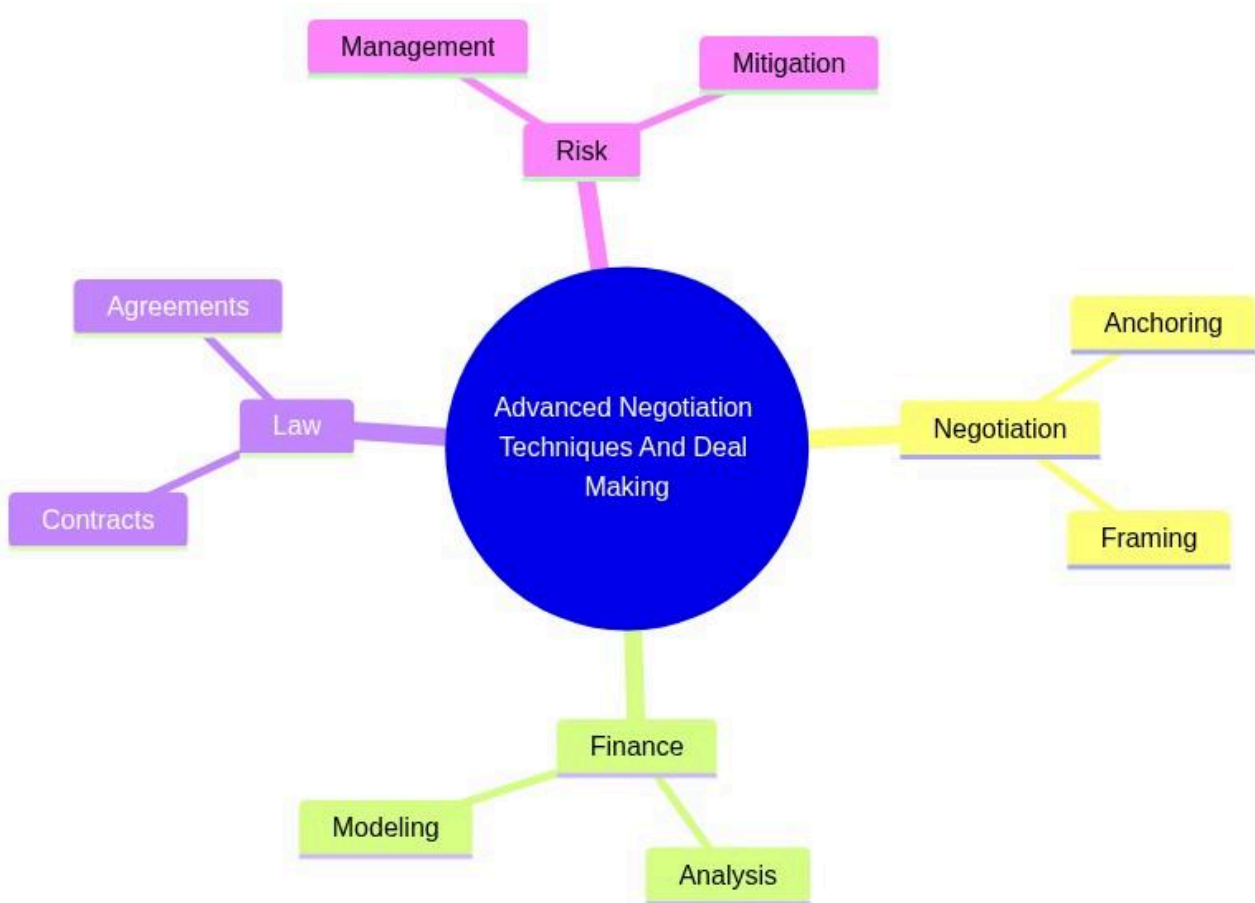 Management
Mitigation
Risk
Agreements
Anchoring
Law
Advanced Negotiation
Techniques And Deal
Making
Negotiation
Contracts
Framing
Finance
Modeling
Analysis